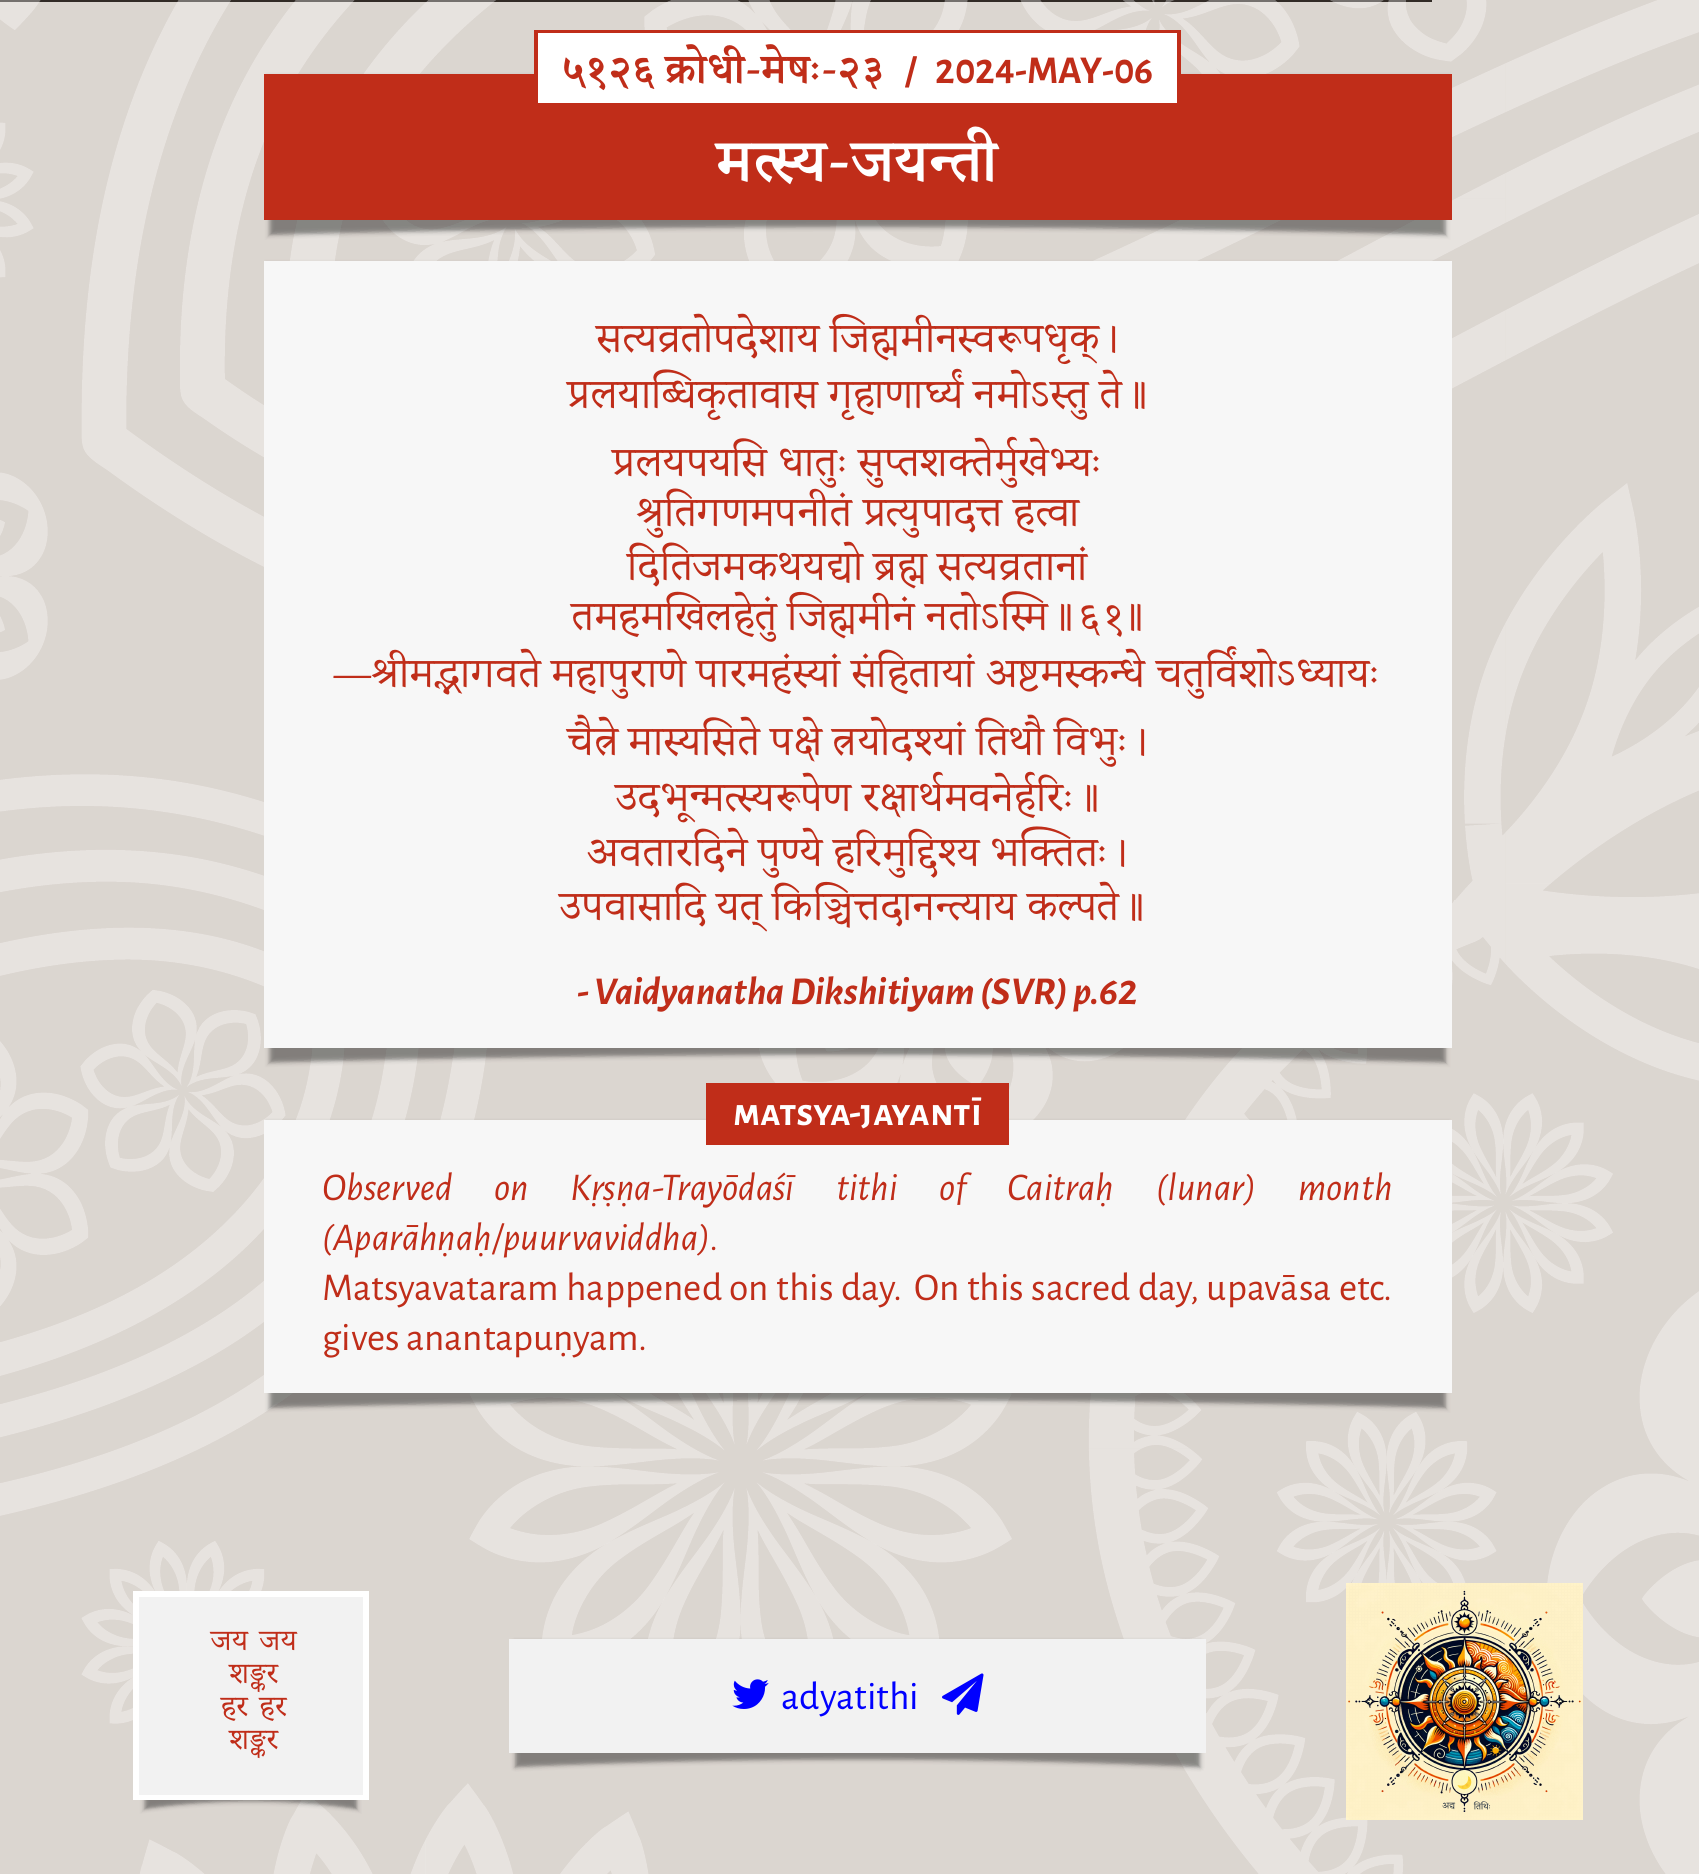 ५१२६ क्रोधी-मेषः-२३ / 2024-MAY-06
मत्स्य-जयन्ती
सत्यव्रतोपदेशाय जिह्ममीनस्वरूपधृक्।
प्रलयाब्धिकृतावास गृहाणार्घ्यं नमोऽस्तु ते॥
प्रलयपयसि धातुः सुप्तशक्तेर्मुखेभ्यः
श्रुतिगणमपनीतं प्रत्युपादत्त हत्वा
दितिजमकथयद्यो ब्रह्म सत्यव्रतानां
तमहमखिलहेतुं जिह्ममीनं नतोऽस्मि॥६१॥
—श्रीमद्भागवते महापुराणे पारमहंस्यां संहितायां अष्टमस्कन्धे चतुर्विंशोऽध्यायः
चैत्रे मास्यसिते पक्षे त्रयोदश्यां तिथौ विभुः।
उदभून्मत्स्यरूपेण रक्षार्थमवनेर्हरिः॥
अवतारदिने पुण्ये हरिमुद्दिश्य भक्तितः।
उपवासादि यत् किञ्चित्तदानन्त्याय कल्पते॥
- Vaidyanatha Dikshitiyam (SVR) p.62
MATSYA-JAYANTĪ
Observed on Kṛṣṇa-Trayōdaśī tithi of Caitraḥ (lunar) month
(Aparāhṇaḥ/puurvaviddha).
Matsyavataram happened on this day. On this sacred day, upavāsa etc.
gives anantapuṇyam.
जय जय
शङ्कर
हर हर
शङ्कर
adyatithi
अद्य तिथिः